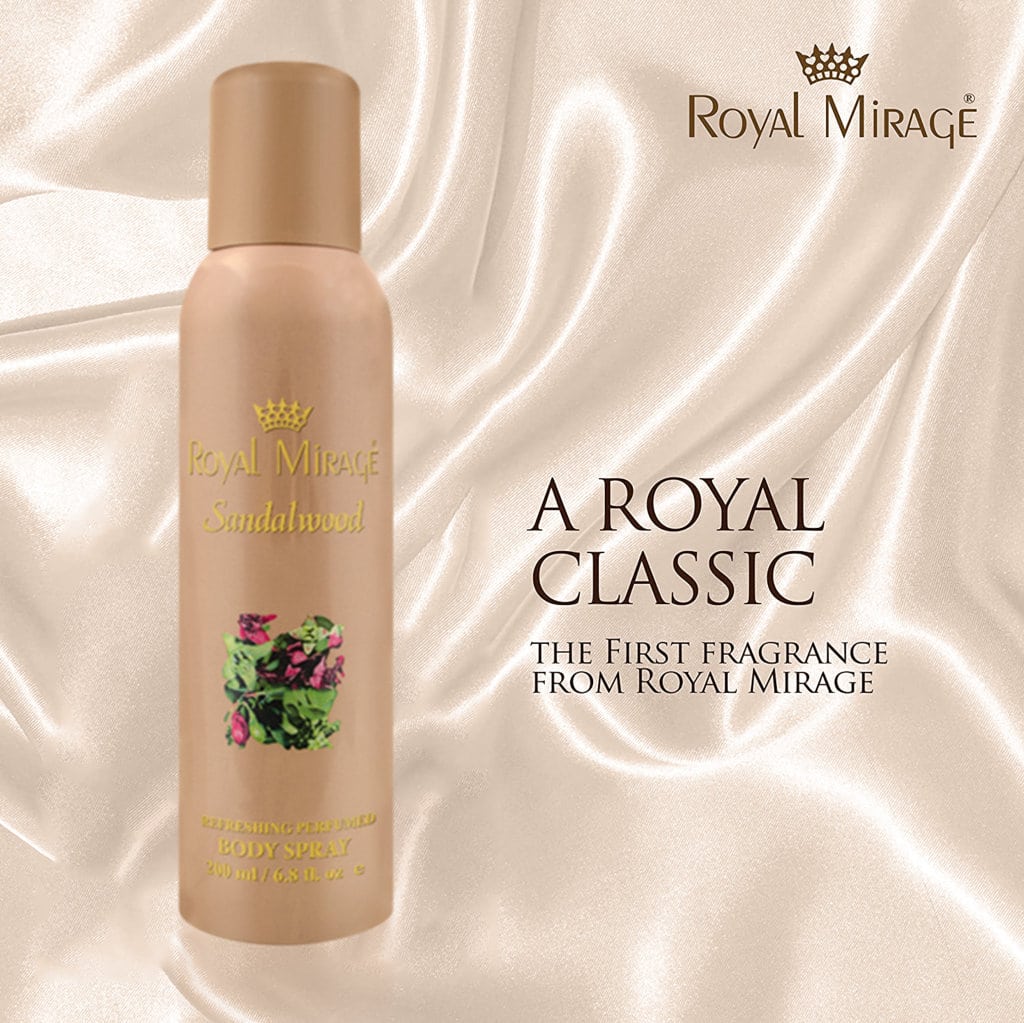 ROYAL MIRAGE®
ROYAL MIRAGE
Sandalwood
REFRESHING PERFUMED
BODY SPRAY
200 ml / 6.8 fl. oz e
A ROYAL
CLASSIC
THE FIRST FRAGRANCE
FROM ROYAL MIRAGE